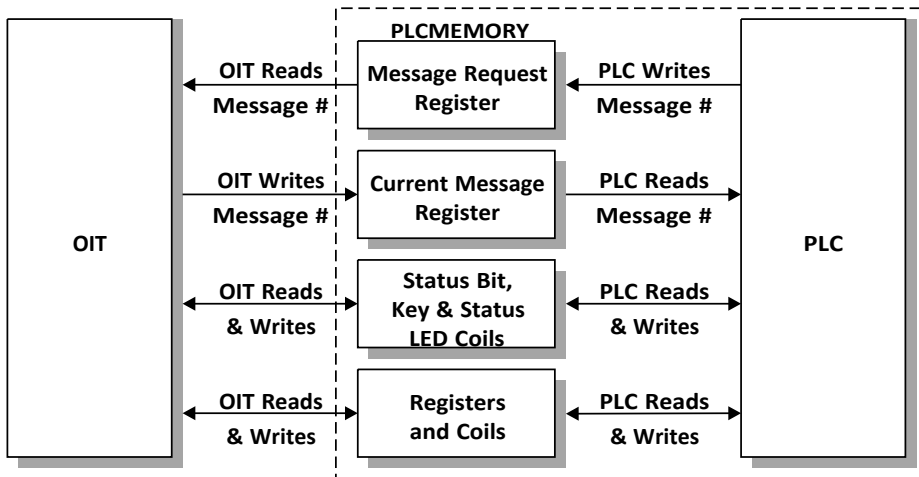 PLCMEMORY
OIT Reads
Message #
Message Request
Register
PLC Writes
Message #
OIT Writes
Message #
Current Message
Register
PLC Reads
Message #
OIT
PLC
OIT Reads
& Writes
Status Bit,
Key & Status
LED Coils
PLC Reads
& Writes
OIT Reads
& Writes
Registers
and Coils
PLC Reads
& Writes